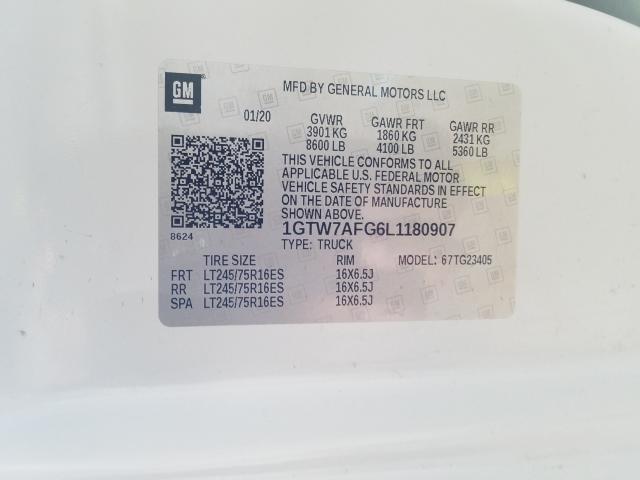 GM
MFD BY GENERAL MOTORS LLC
01/20 GVWR GAWR FRT GAWR RR
3901 KG 1860 KG 2431 KG
8600 LB 4100 LB 5360 LB
THIS VEHICLE CONFORMS TO ALL
APPLICABLE U.S. FEDERAL MOTOR
VEHICLE SAFETY STANDARDS IN EFFECT
ON THE DATE OF MANUFACTURE
SHOWN ABOVE.
8624
1GTW7AFG6L1180907
TYPE: TRUCK
TIRE SIZE RIM MODEL: 67TG23405
FRT LT245/75R16ES 16X6.5J
RR LT245/75R16ES 16X6.5J
SPA LT245/75R16ES 16X6.5J